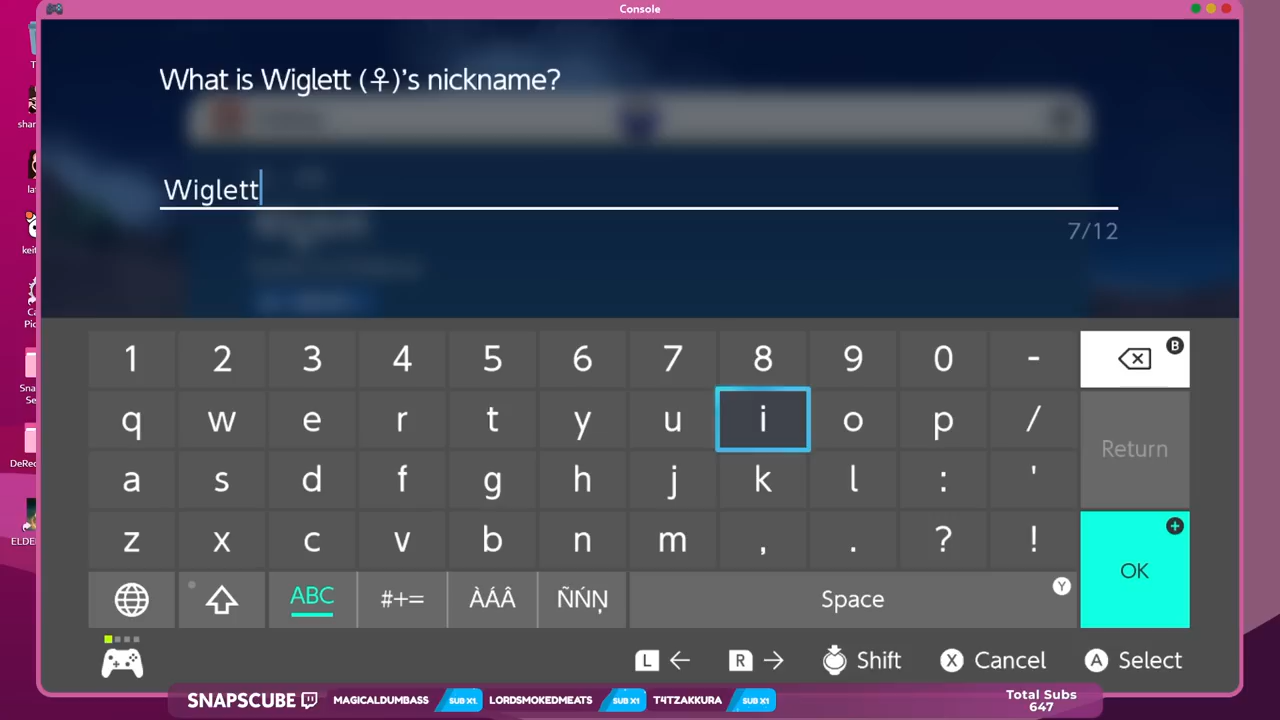 Console
What is Wiglett (♀)'s nickname?
Wiglett
7/12
1 2 3 4 5 6 7 8 9 0 - B
q w e r t y u i o p / Return
a s d f g h j k l : '
z x c v b n m , . ? ! OK
ABC #+= ÀÁÂ ÑŃŅ Space Y
L ← R → Shift X Cancel A Select
SNAPSCUBE MAGICALDUMBASS SUB X1 LORDSMOKEDMEATS SUB X1 T4TZAKKURA SUB X1 Total Subs
647